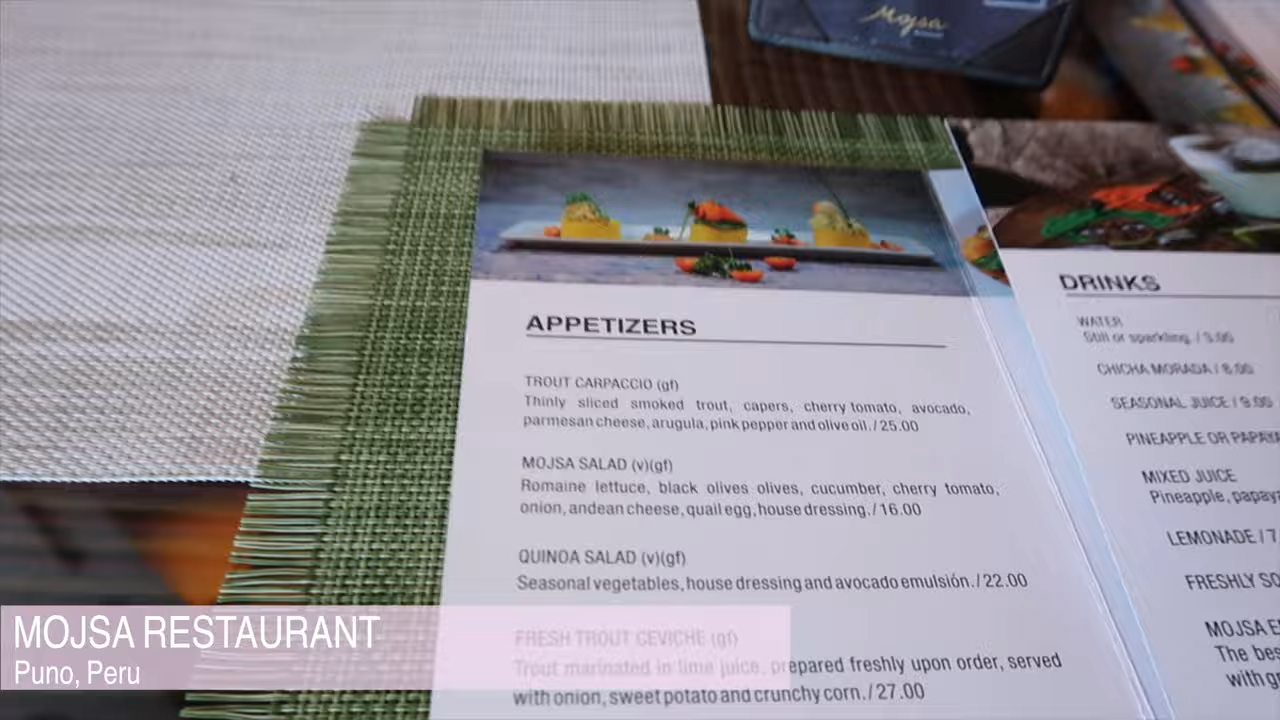 Mojsa
APPETIZERS
TROUT CARPACCIO (gf)
Thinly sliced smoked trout, capers, cherry tomato, avocado,
parmesan cheese, arugula, pink pepper and olive oil. / 25.00
MOJSA SALAD (v)(gf)
Romaine lettuce, black olives olives, cucumber, cherry tomato,
onion, andean cheese, quail egg, house dressing. / 16.00
QUINOA SALAD (v)(gf)
Seasonal vegetables, house dressing and avocado emulsión. / 22.00
FRESH TROUT CEVICHE (gf)
Trout marinated in lime juice, prepared freshly upon order, served
with onion, sweet potato and crunchy corn. / 27.00
DRINKS
WATER
Still or sparkling. / 3.00
CHICHA MORADA / 8.00
SEASONAL JUICE / 9.00
PINEAPPLE OR PAPAYA
MIXED JUICE
Pineapple, papaya
LEMONADE / 7
FRESHLY SQ
MOJSA E
The bes
with g
MOJSA RESTAURANT
Puno, Peru